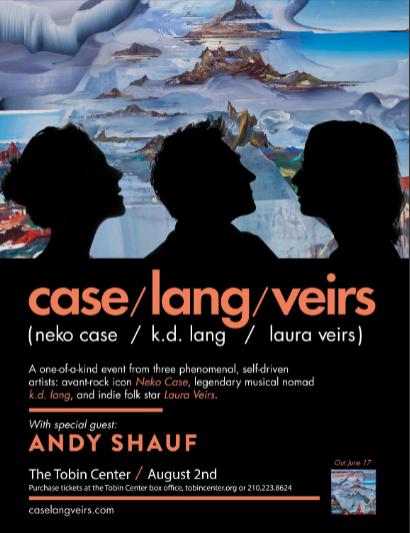 case/lang/veirs
(neko case / k.d. lang / laura veirs)
A one-of-a-kind event from three phenomenal, self-driven
artists: avant-rock icon Neko Case, legendary musical nomad
k.d. lang, and indie folk star Laura Veirs.
With special guest:
ANDY SHAUF
The Tobin Center / August 2nd
Purchase tickets at the Tobin Center box office, tobincenter.org or 210.223.8624
caselangveirs.com
Out June 17